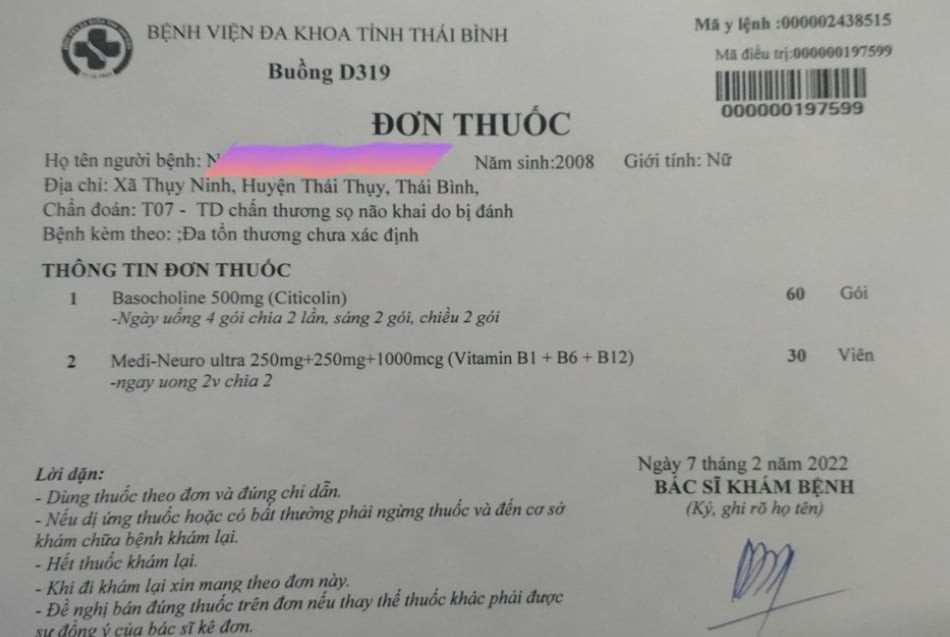 BỆNH VIỆN ĐA KHOA TỈNH THÁI BÌNH
Buồng D319
Mã y lệnh :000002438515
Mã điều trị:000000197599
000000197599
ĐƠN THUỐC
Họ tên người bệnh: N
Năm sinh:2008 Giới tính: Nữ
Địa chỉ: Xã Thụy Ninh, Huyện Thái Thụy, Thái Bình,
Chẩn đoán: T07 - TD chấn thương sọ não khai do bị đánh
Bệnh kèm theo: ;Đa tổn thương chưa xác định
THÔNG TIN ĐƠN THUỐC
1 Basocholine 500mg (Citicolin) 60 Gói
-Ngày uống 4 gói chia 2 lần, sáng 2 gói, chiều 2 gói
2 Medi-Neuro ultra 250mg+250mg+1000mcg (Vitamin B1 + B6 + B12) 30 Viên
-ngay uong 2v chia 2
Lời dặn:
- Dùng thuốc theo đơn và đúng chỉ dẫn.
- Nếu dị ứng thuốc hoặc có bất thường phải ngừng thuốc và đến cơ sở
khám chữa bệnh khám lại.
- Hết thuốc khám lại.
- Khi đi khám lại xin mang theo đơn này.
- Đề nghị bán đúng thuốc trên đơn nếu thay thế thuốc khác phải được
sự đồng ý của bác sĩ kê đơn.
Ngày 7 tháng 2 năm 2022
BÁC SĨ KHÁM BỆNH
(Ký, ghi rõ họ tên)